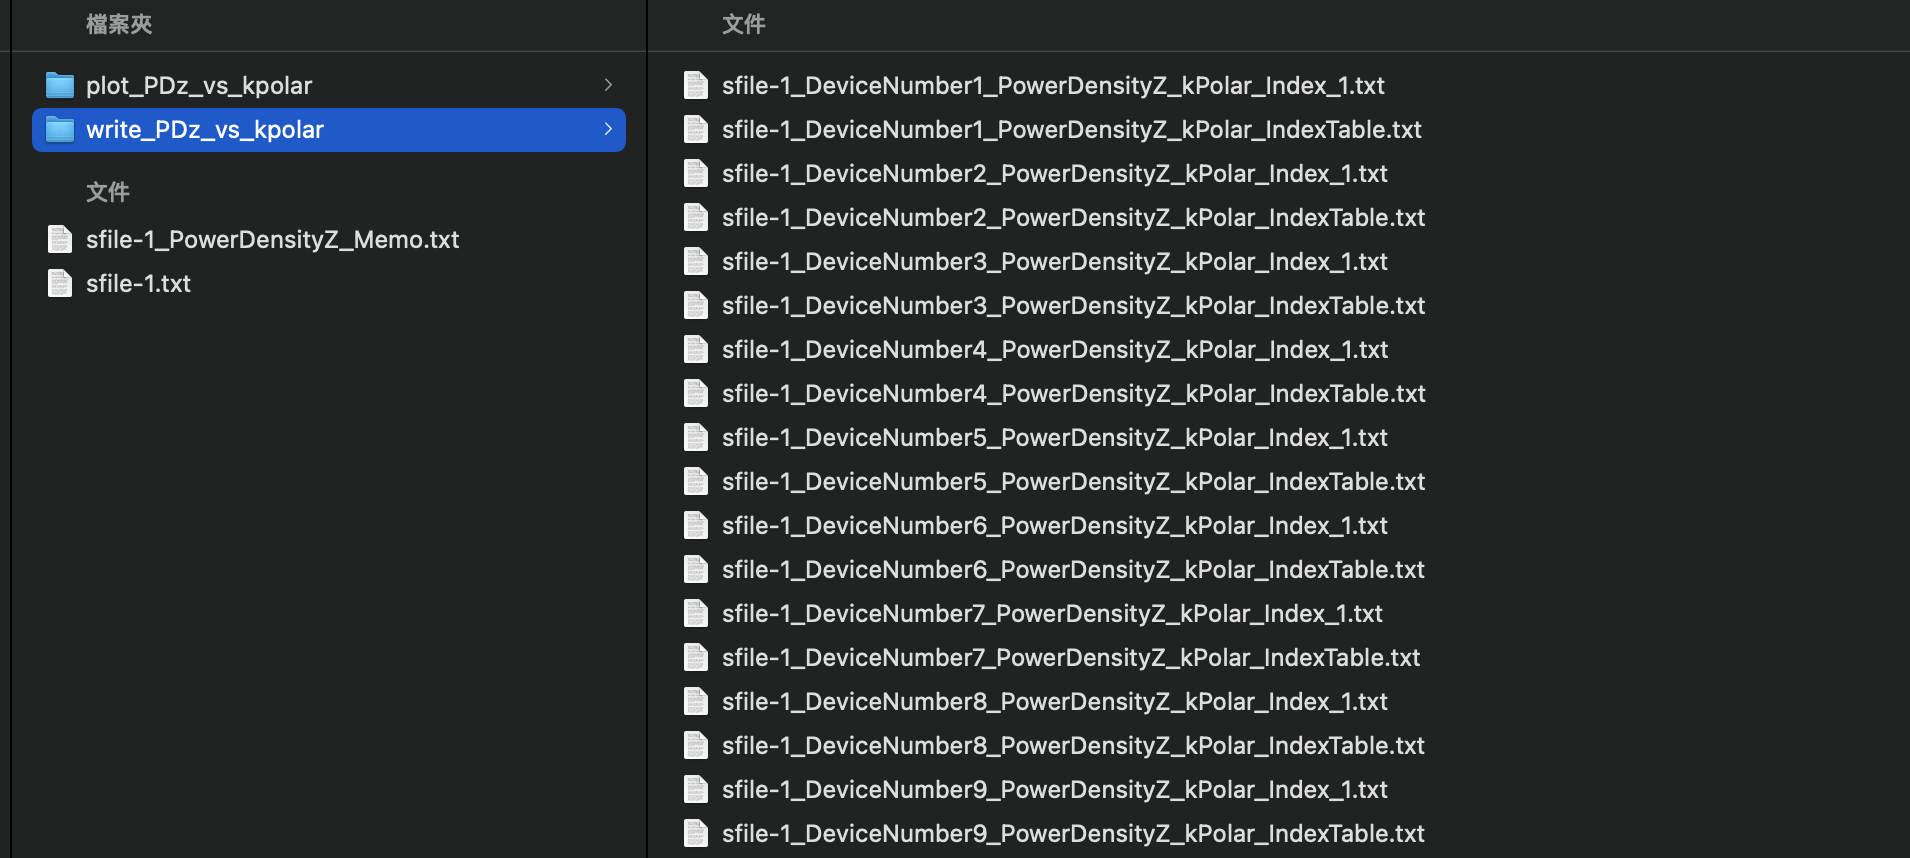 檔案夾
plot_PDz_vs_kpolar
write_PDz_vs_kpolar
文件
sfile-1_PowerDensityZ_Memo.txt
sfile-1.txt
文件
sfile-1_DeviceNumber1_PowerDensityZ_kPolar_Index_1.txt
sfile-1_DeviceNumber1_PowerDensityZ_kPolar_IndexTable.txt
sfile-1_DeviceNumber2_PowerDensityZ_kPolar_Index_1.txt
sfile-1_DeviceNumber2_PowerDensityZ_kPolar_IndexTable.txt
sfile-1_DeviceNumber3_PowerDensityZ_kPolar_Index_1.txt
sfile-1_DeviceNumber3_PowerDensityZ_kPolar_IndexTable.txt
sfile-1_DeviceNumber4_PowerDensityZ_kPolar_Index_1.txt
sfile-1_DeviceNumber4_PowerDensityZ_kPolar_IndexTable.txt
sfile-1_DeviceNumber5_PowerDensityZ_kPolar_Index_1.txt
sfile-1_DeviceNumber5_PowerDensityZ_kPolar_IndexTable.txt
sfile-1_DeviceNumber6_PowerDensityZ_kPolar_Index_1.txt
sfile-1_DeviceNumber6_PowerDensityZ_kPolar_IndexTable.txt
sfile-1_DeviceNumber7_PowerDensityZ_kPolar_Index_1.txt
sfile-1_DeviceNumber7_PowerDensityZ_kPolar_IndexTable.txt
sfile-1_DeviceNumber8_PowerDensityZ_kPolar_Index_1.txt
sfile-1_DeviceNumber8_PowerDensityZ_kPolar_IndexTable.txt
sfile-1_DeviceNumber9_PowerDensityZ_kPolar_Index_1.txt
sfile-1_DeviceNumber9_PowerDensityZ_kPolar_IndexTable.txt